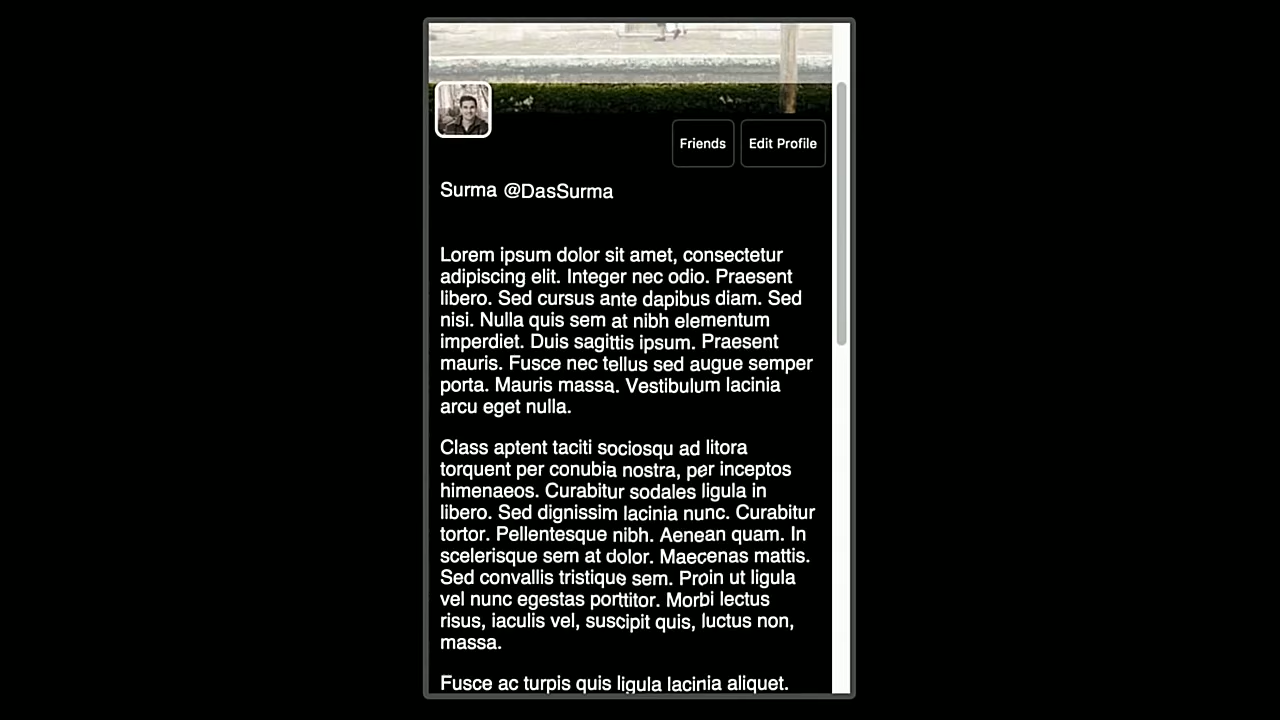 Friends Edit Profile
Surma @DasSurma
Lorem ipsum dolor sit amet, consectetur
adipiscing elit. Integer nec odio. Praesent
libero. Sed cursus ante dapibus diam. Sed
nisi. Nulla quis sem at nibh elementum
imperdiet. Duis sagittis ipsum. Praesent
mauris. Fusce nec tellus sed augue semper
porta. Mauris massa. Vestibulum lacinia
arcu eget nulla.
Class aptent taciti sociosqu ad litora
torquent per conubia nostra, per inceptos
himenaeos. Curabitur sodales ligula in
libero. Sed dignissim lacinia nunc. Curabitur
tortor. Pellentesque nibh. Aenean quam. In
scelerisque sem at dolor. Maecenas mattis.
Sed convallis tristique sem. Proin ut ligula
vel nunc egestas porttitor. Morbi lectus
risus, iaculis vel, suscipit quis, luctus non,
massa.
Fusce ac turpis quis ligula lacinia aliquet.